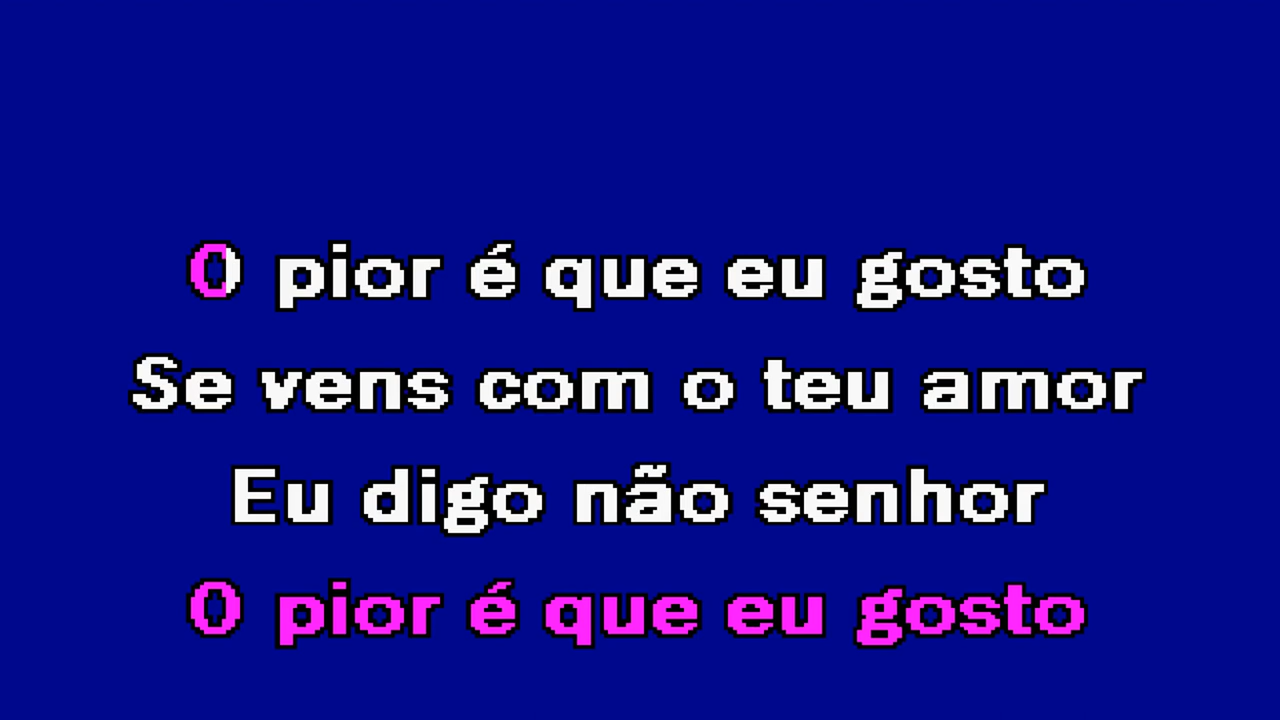 O pior é que eu gosto
Se vens com o teu amor
Eu digo não senhor
O pior é que eu gosto